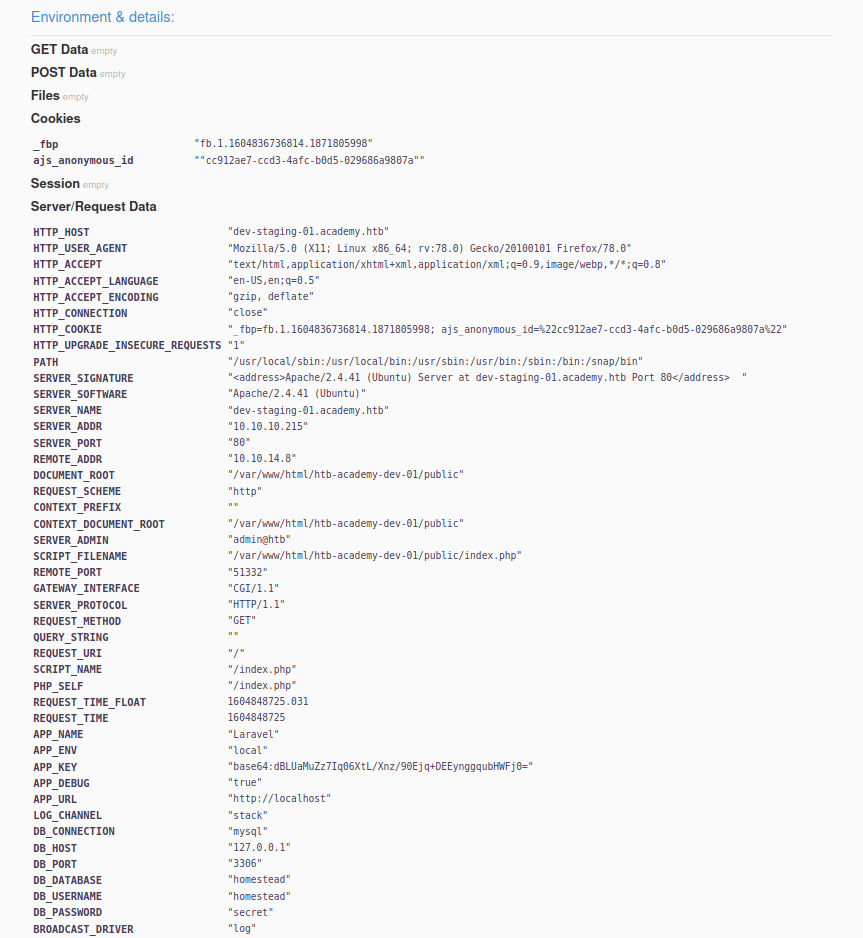 Environment & details:
GET Data empty
POST Data empty
Files empty
Cookies
_fbp "fb.1.1604836736814.1871805998"
ajs_anonymous_id ""cc912ae7-ccd3-4afc-b0d5-029686a9807a""
Session empty
Server/Request Data
HTTP_HOST "dev-staging-01.academy.htb"
HTTP_USER_AGENT "Mozilla/5.0 (X11; Linux x86_64; rv:78.0) Gecko/20100101 Firefox/78.0"
HTTP_ACCEPT "text/html,application/xhtml+xml,application/xml;q=0.9,image/webp,*/*;q=0.8"
HTTP_ACCEPT_LANGUAGE "en-US,en;q=0.5"
HTTP_ACCEPT_ENCODING "gzip, deflate"
HTTP_CONNECTION "close"
HTTP_COOKIE "_fbp=fb.1.1604836736814.1871805998; ajs_anonymous_id=%22cc912ae7-ccd3-4afc-b0d5-029686a9807a%22"
HTTP_UPGRADE_INSECURE_REQUESTS "1"
PATH "/usr/local/sbin:/usr/local/bin:/usr/sbin:/usr/bin:/sbin:/bin:/snap/bin"
SERVER_SIGNATURE "<address>Apache/2.4.41 (Ubuntu) Server at dev-staging-01.academy.htb Port 80</address> "
SERVER_SOFTWARE "Apache/2.4.41 (Ubuntu)"
SERVER_NAME "dev-staging-01.academy.htb"
SERVER_ADDR "10.10.10.215"
SERVER_PORT "80"
REMOTE_ADDR "10.10.14.8"
DOCUMENT_ROOT "/var/www/html/htb-academy-dev-01/public"
REQUEST_SCHEME "http"
CONTEXT_PREFIX ""
CONTEXT_DOCUMENT_ROOT "/var/www/html/htb-academy-dev-01/public"
SERVER_ADMIN "admin@htb"
SCRIPT_FILENAME "/var/www/html/htb-academy-dev-01/public/index.php"
REMOTE_PORT "51332"
GATEWAY_INTERFACE "CGI/1.1"
SERVER_PROTOCOL "HTTP/1.1"
REQUEST_METHOD "GET"
QUERY_STRING ""
REQUEST_URI "/"
SCRIPT_NAME "/index.php"
PHP_SELF "/index.php"
REQUEST_TIME_FLOAT 1604848725.031
REQUEST_TIME 1604848725
APP_NAME "Laravel"
APP_ENV "local"
APP_KEY "base64:dBLUaMuZz7Iq06XtL/Xnz/90Ejq+DEEynggqubHWFj0="
APP_DEBUG "true"
APP_URL "http://localhost"
LOG_CHANNEL "stack"
DB_CONNECTION "mysql"
DB_HOST "127.0.0.1"
DB_PORT "3306"
DB_DATABASE "homestead"
DB_USERNAME "homestead"
DB_PASSWORD "secret"
BROADCAST_DRIVER "log"